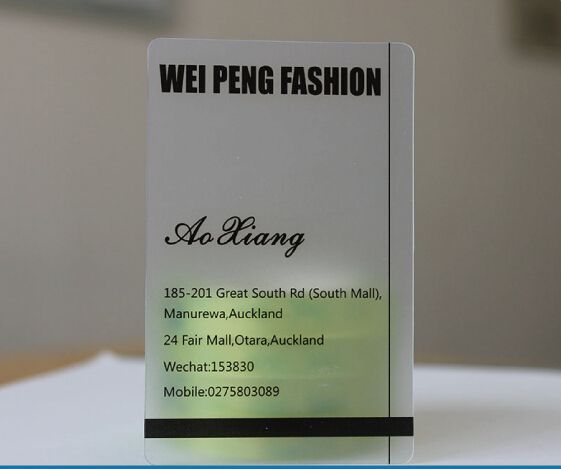 WEI PENG FASHION
Ao Xiang
185-201 Great South Rd (South Mall),
Manurewa,Auckland
24 Fair Mall,Otara,Auckland
Wechat:153830
Mobile:0275803089